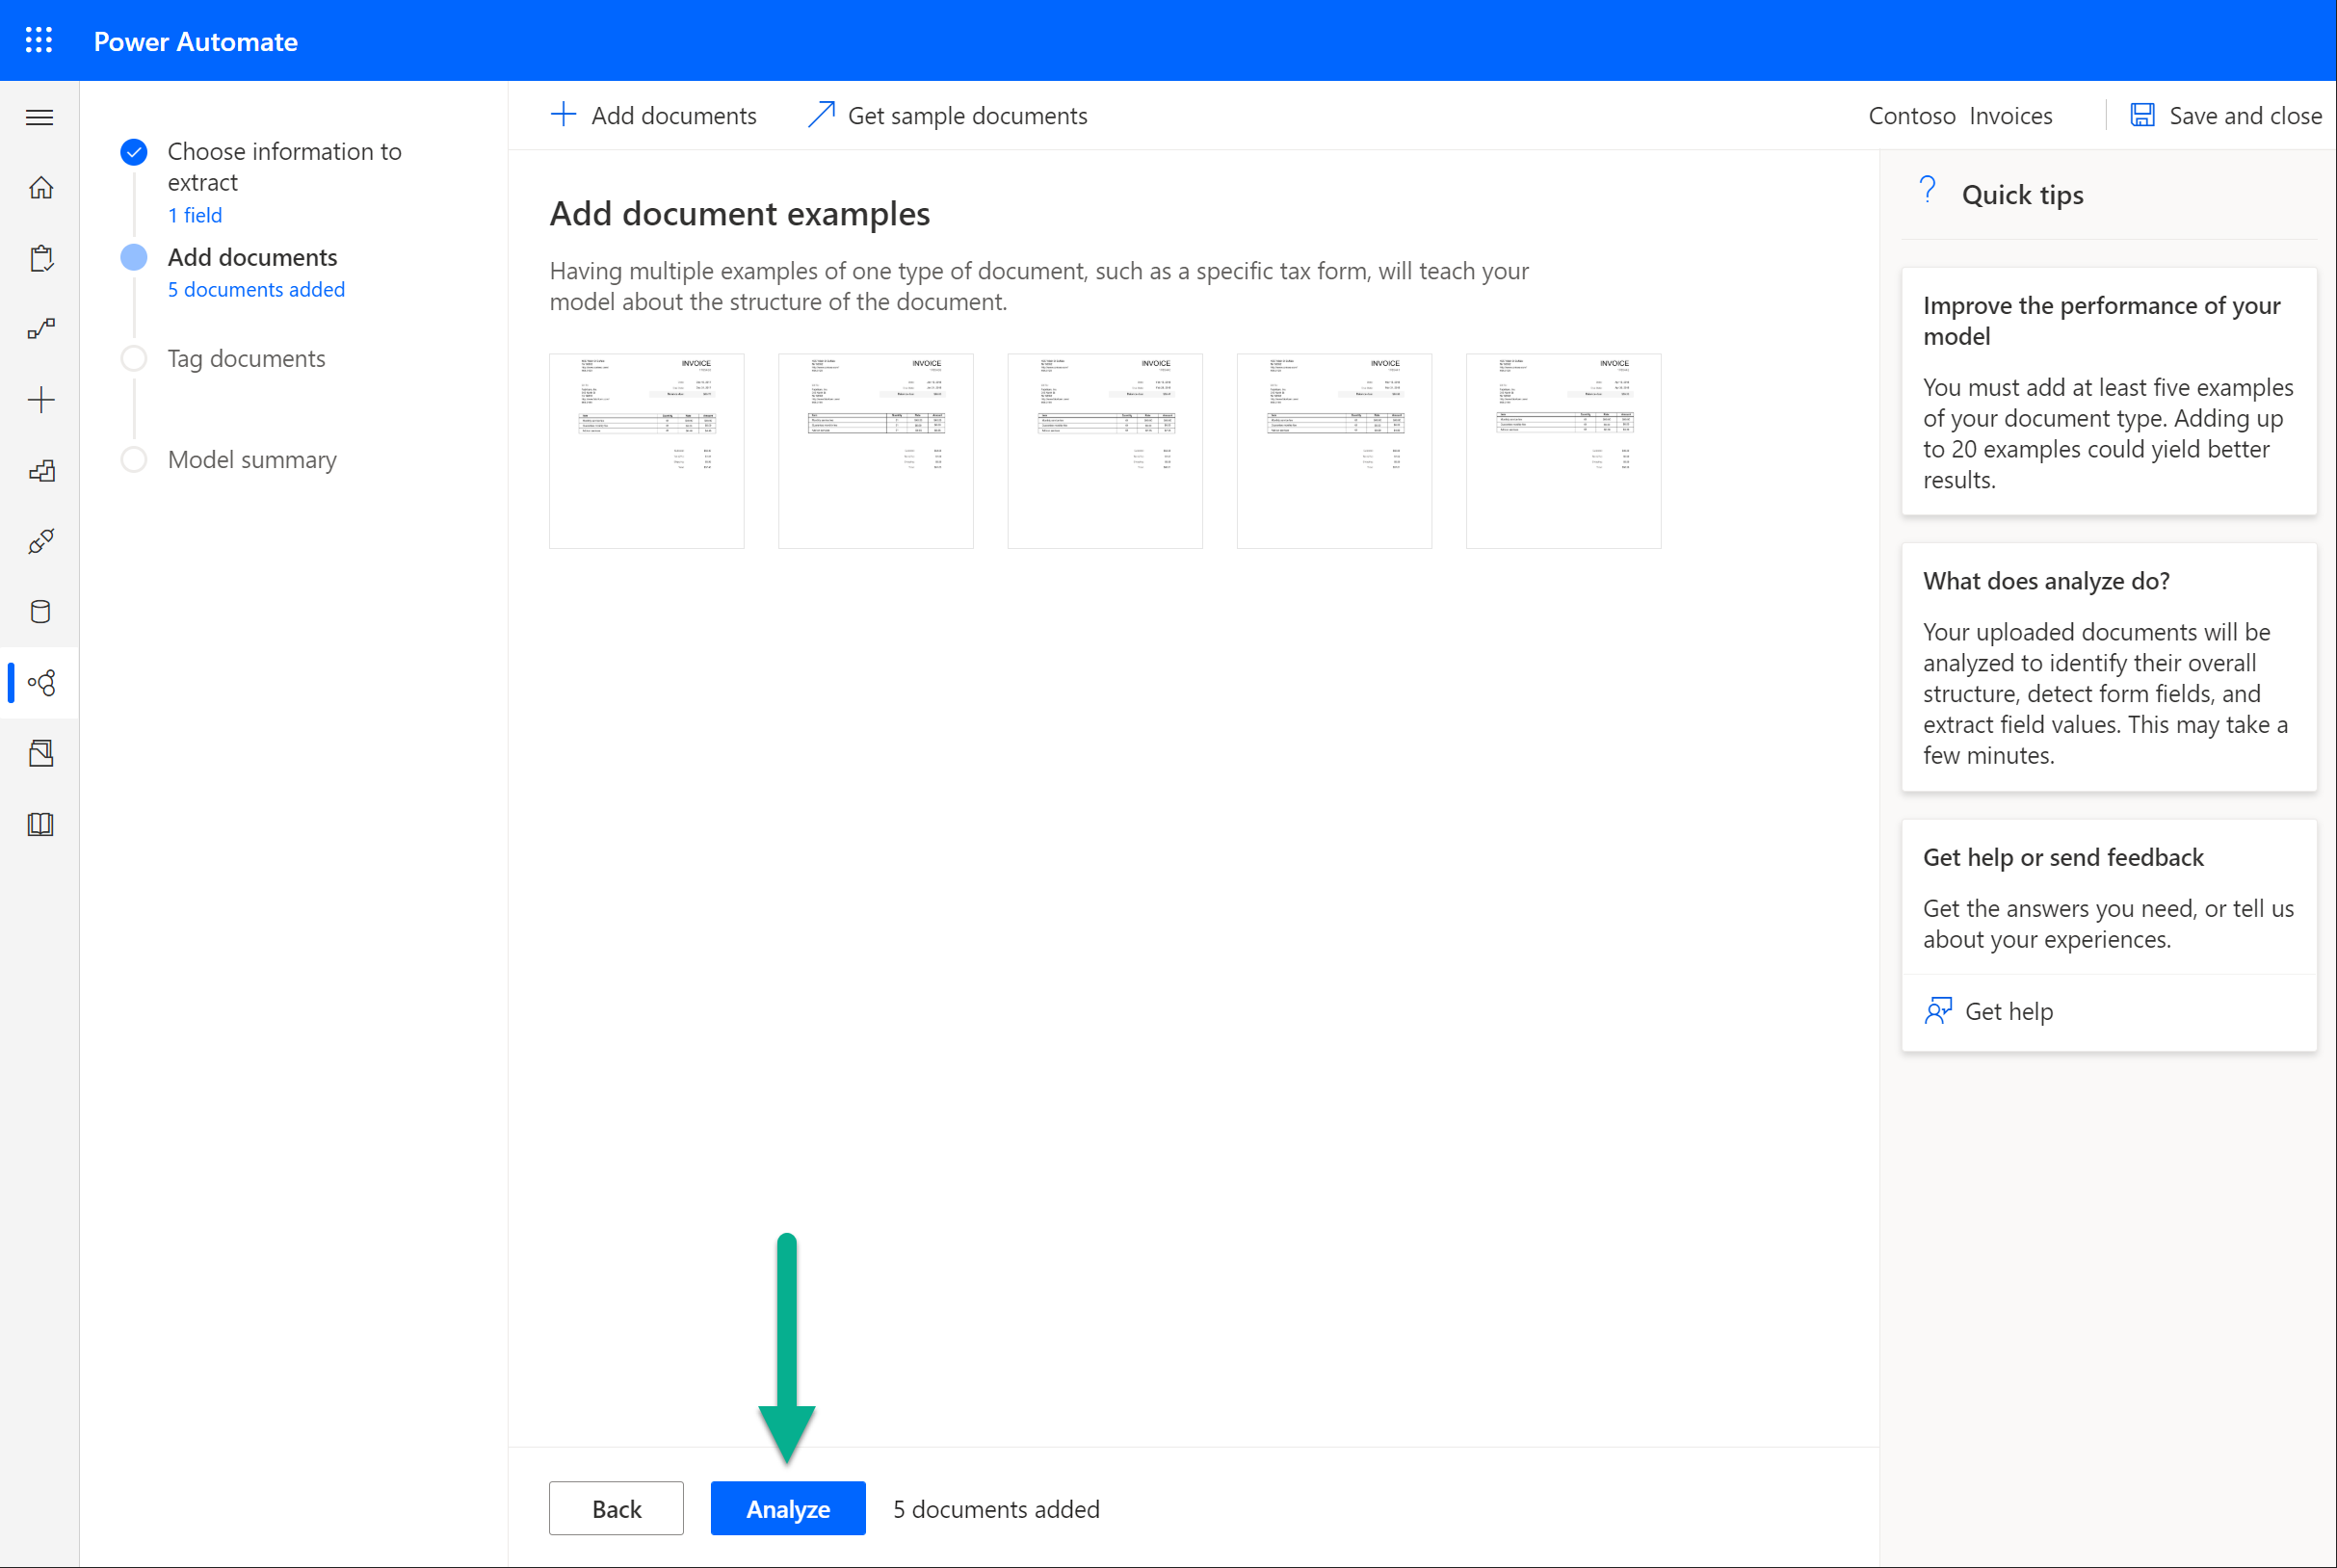 Power Automate
Choose information to
extract
1 field
Add documents
5 documents added
Tag documents
Model summary
Add documents
Get sample documents
Contoso Invoices
Save and close
Add document examples
Having multiple examples of one type of document, such as a specific tax form, will teach your
model about the structure of the document.
INVOICE
INVOICE
INVOICE
INVOICE
INVOICE
Back
Analyze
5 documents added
Quick tips
Improve the performance of your
model
You must add at least five examples
of your document type. Adding up
to 20 examples could yield better
results.
What does analyze do?
Your uploaded documents will be
analyzed to identify their overall
structure, detect form fields, and
extract field values. This may take a
few minutes.
Get help or send feedback
Get the answers you need, or tell us
about your experiences.
Get help